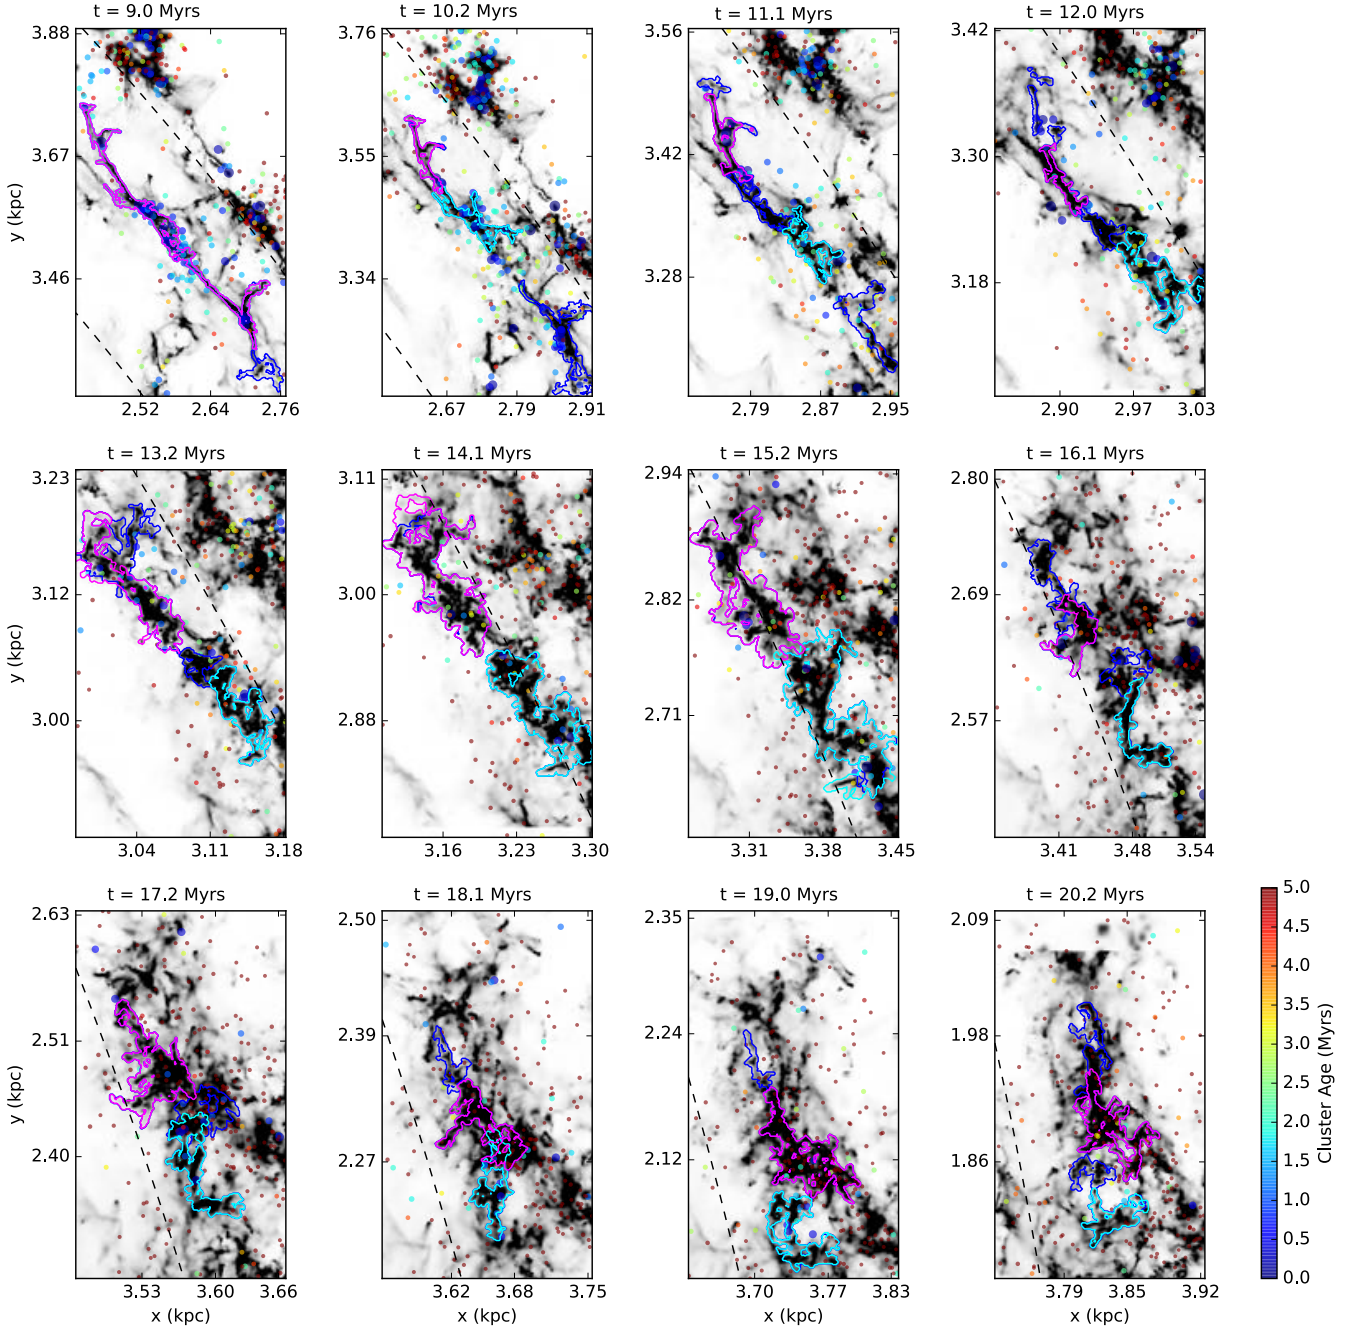 t = 9.0 Myrs
t = 10.2 Myrs
t = 11.1 Myrs
t = 12.0 Myrs
y (kpc)
3.88
3.67
3.46
2.52 2.64 2.76
3.76
3.55
3.34
2.67 2.79 2.91
3.56
3.42
3.28
2.79 2.87 2.95
3.42
3.30
3.18
2.90 2.97 3.03
t = 13.2 Myrs
t = 14.1 Myrs
t = 15.2 Myrs
t = 16.1 Myrs
y (kpc)
3.23
3.12
3.00
3.04 3.11 3.18
3.11
3.00
2.88
3.16 3.23 3.30
2.94
2.82
2.71
3.31 3.38 3.45
2.80
2.69
2.57
3.41 3.48 3.54
t = 17.2 Myrs
t = 18.1 Myrs
t = 19.0 Myrs
t = 20.2 Myrs
y (kpc)
2.63
2.51
2.40
3.53 3.60 3.66
x (kpc)
2.50
2.39
2.27
3.62 3.68 3.75
x (kpc)
2.35
2.24
2.12
3.70 3.77 3.83
x (kpc)
2.09
1.98
1.86
3.79 3.85 3.92
x (kpc)
5.0
4.5
4.0
3.5
3.0
2.5
2.0
1.5
1.0
0.5
0.0
Cluster Age (Myrs)